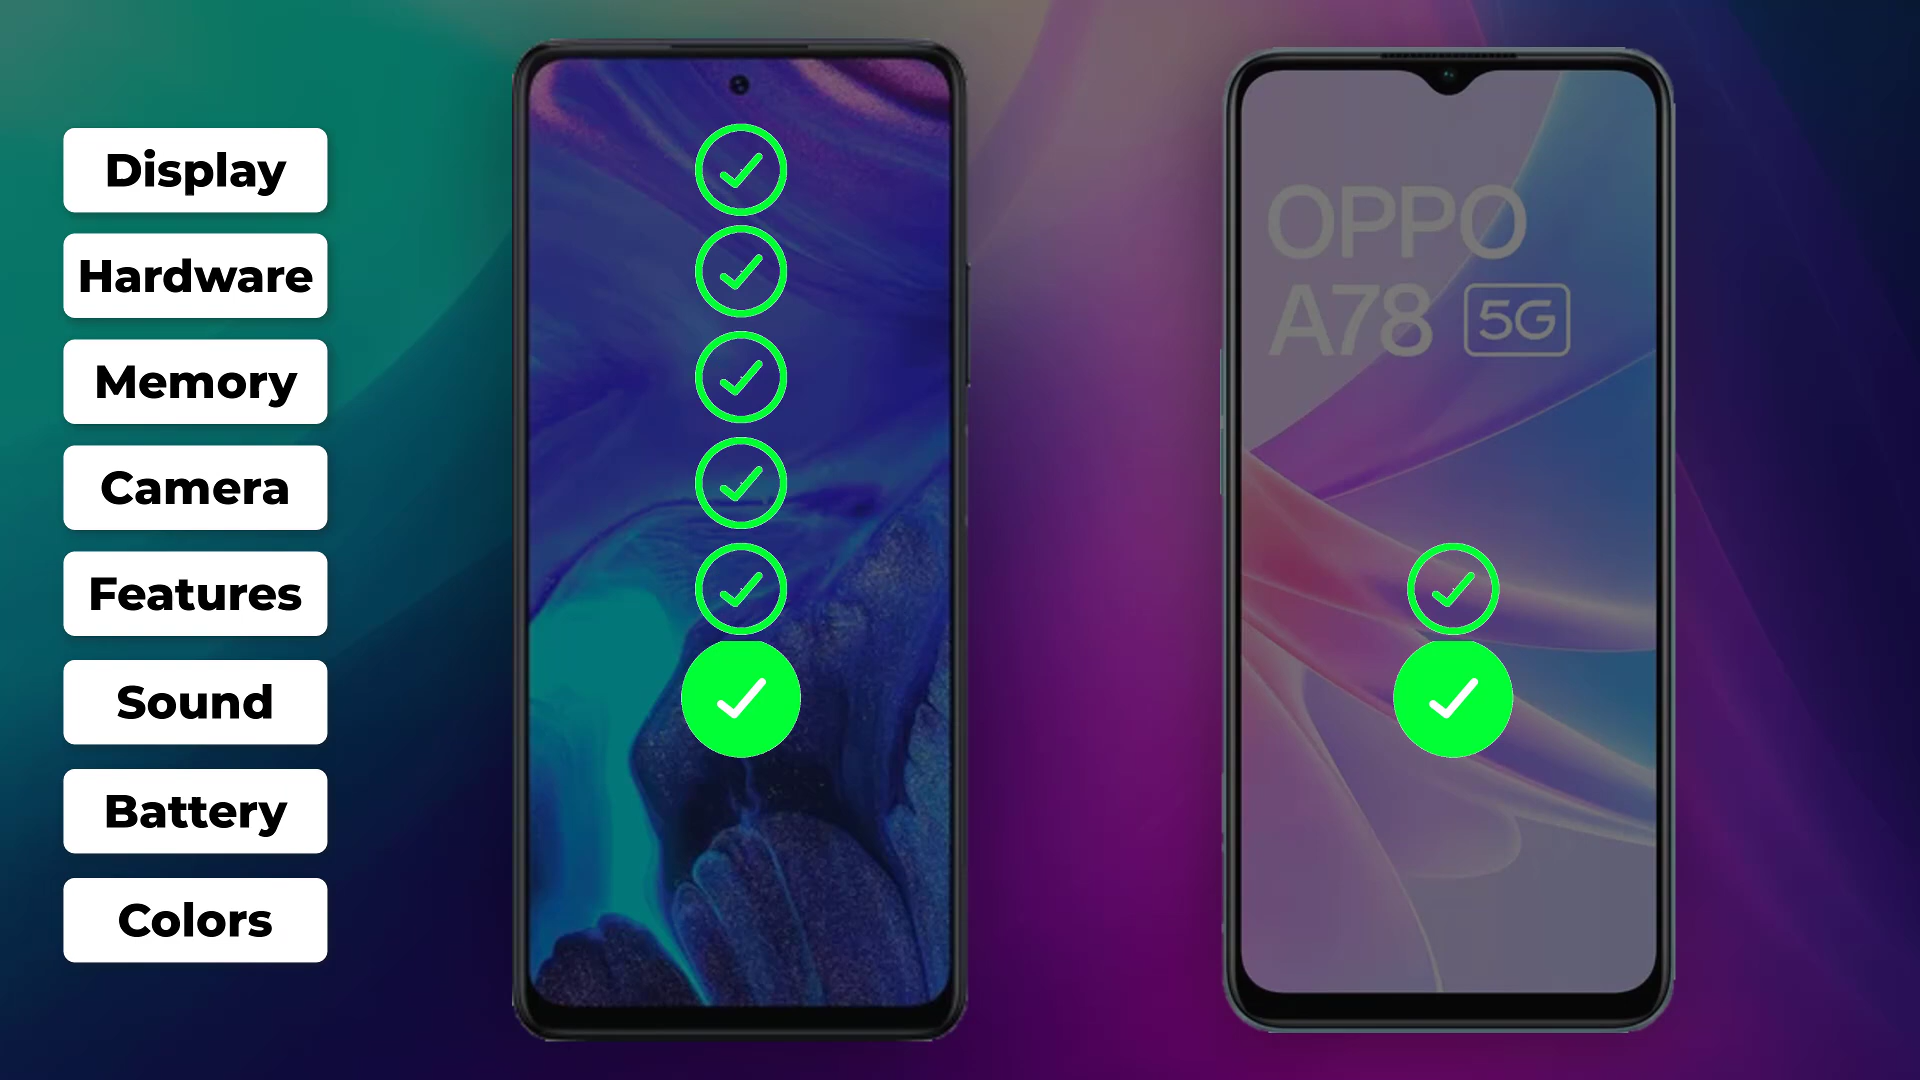 Display
Hardware
Memory
Camera
Features
Sound
Battery
Colors
OPPO
A78 5G